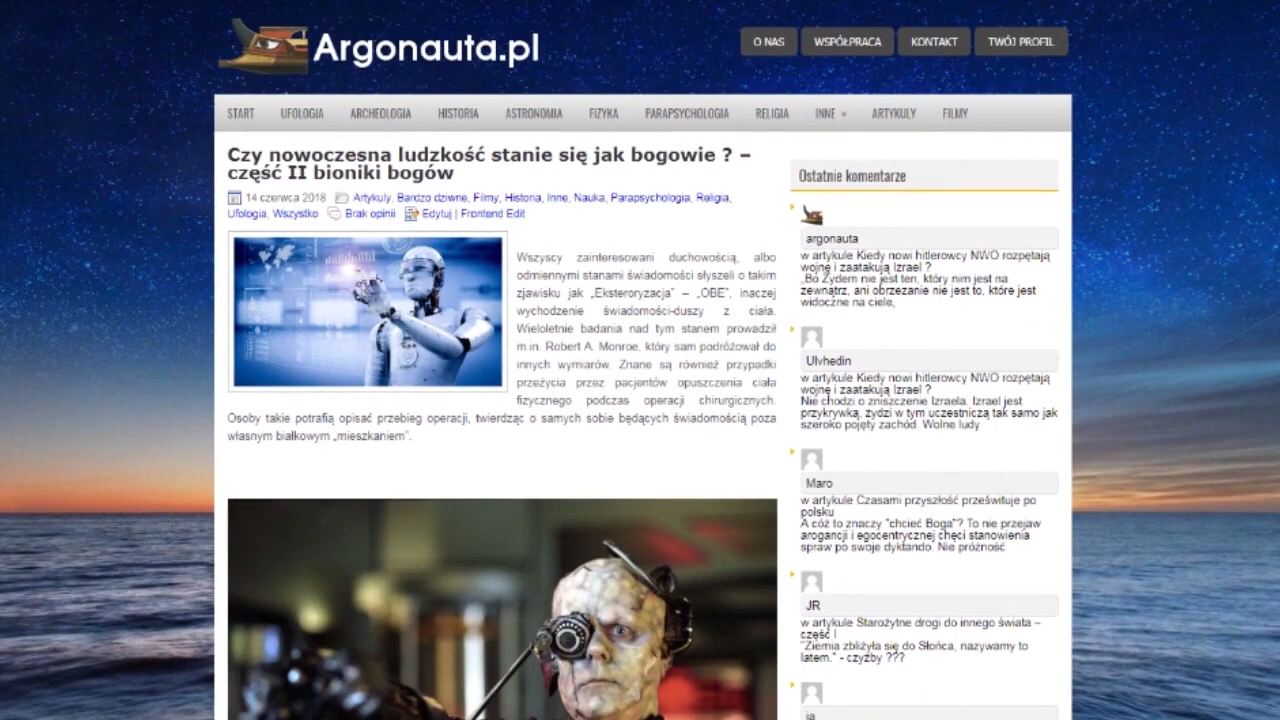 Argonauta.pl
O NAS
WSPÓŁPRACA
KONTAKT
TWÓJ PROFIL
START
UFOLOGIA
ARCHEOLOGIA
HISTORIA
ASTRONOMIA
FIZYKA
PARAPSYCHOLOGIA
RELIGIA
INNE »
ARTYKUŁY
FILMY
Czy nowoczesna ludzkość stanie się jak bogowie ? –
część II bioniki bogów
14 czerwca 2018 Artykuły, Bardzo dziwne, Filmy, Historia, Inne, Nauka, Parapsychologia, Religia,
Ufologia, Wszystko Brak opinii Edytuj | Frontend Edit
Wszyscy zainteresowani duchowością, albo
odmiennymi stanami świadomości słyszeli o takim
zjawisku jak „Eksteroryzacja” – „OBE”, inaczej
wychodzenie świadomości-duszy z ciała.
Wieloletnie badania nad tym stanem prowadził
m.in. Robert A. Monroe, który sam podróżował do
innych wymiarów. Znane są również przypadki
przeżycia przez pacjentów opuszczenia ciała
fizycznego podczas operacji chirurgicznych.
Osoby takie potrafią opisać przebieg operacji, twierdząc o samych sobie będących świadomością poza
własnym białkowym „mieszkaniem”.
Ostatnie komentarze
argonauta
w artykule Kiedy nowi hitlerowcy NWO rozpętają
wojnę i zaatakują Izrael ?
„Bo Żydem nie jest ten, który nim jest na
zewnątrz, ani obrzezanie nie jest to, które jest
widoczne na ciele,
Ulvhedin
w artykule Kiedy nowi hitlerowcy NWO rozpętają
wojnę i zaatakują Izrael ?
Nie chodzi o zniszczenie Izraela. Izrael jest
przykrywką, żydzi w tym uczestniczą tak samo jak
szeroko pojęty zachód. Wolne ludy
Maro
w artykule Czasami przyszłość prześwituje po
polsku
A cóż to znaczy "chcieć Boga"? To nie przejaw
arogancji i egocentrycznej chęci stanowienia
spraw po swoje dyktando. Nie próżność
JR
w artykule Starożytne drogi do innego świata –
część I
"Ziemia zbliżyła się do Słońca, nazywamy to
latem." - czyżby ???
ja